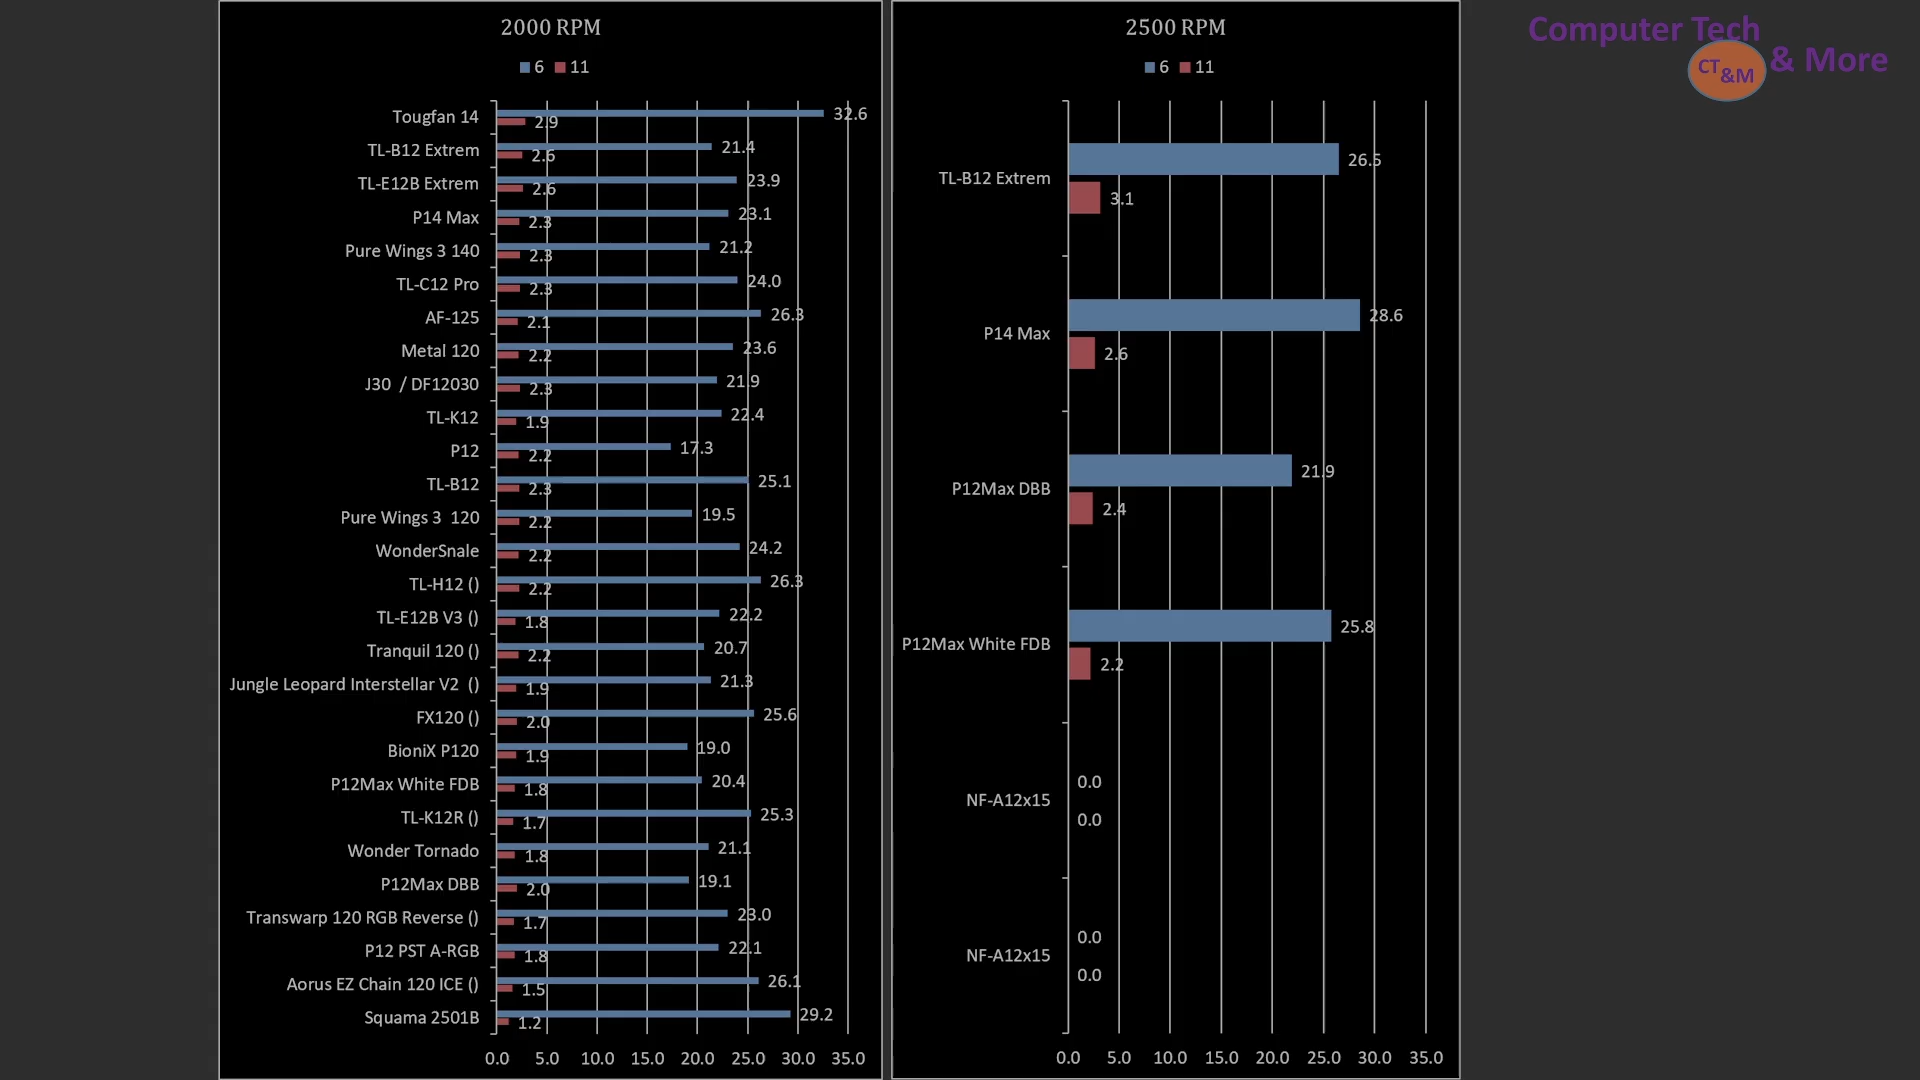 2000 RPM
6 11
Tougfan 14 32.6 2.9
TL-B12 Extrem 21.4 2.6
TL-E12B Extrem 23.9 2.6
P14 Max 23.1 2.3
Pure Wings 3 140 21.2 2.3
TL-C12 Pro 24.0 2.3
AF-125 26.3 2.1
Metal 120 23.6 2.2
J30 / DF12030 21.9 2.3
TL-K12 22.4 1.9
P12 17.3 2.2
TL-B12 25.1 2.3
Pure Wings 3 120 19.5 2.2
WonderSnale 24.2 2.2
TL-H12 () 26.3 2.2
TL-E12B V3 () 22.2 1.8
Tranquil 120 () 20.7 2.2
Jungle Leopard Interstellar V2 () 21.3 1.9
FX120 () 25.6 2.0
BioniX P120 19.0 1.9
P12Max White FDB 20.4 1.8
TL-K12R () 25.3 1.7
Wonder Tornado 21.1 1.8
P12Max DBB 19.1 2.0
Transwarp 120 RGB Reverse () 23.0 1.7
P12 PST A-RGB 22.1 1.8
Aorus EZ Chain 120 ICE () 26.1 1.5
Squama 2501B 29.2 1.2
0.0 5.0 10.0 15.0 20.0 25.0 30.0 35.0
2500 RPM
6 11
TL-B12 Extrem 26.5 3.1
P14 Max 28.6 2.6
P12Max DBB 21.9 2.4
P12Max White FDB 25.8 2.2
NF-A12x15 0.0 0.0
NF-A12x15 0.0 0.0
0.0 5.0 10.0 15.0 20.0 25.0 30.0 35.0
Computer Tech
& More
CT
&M